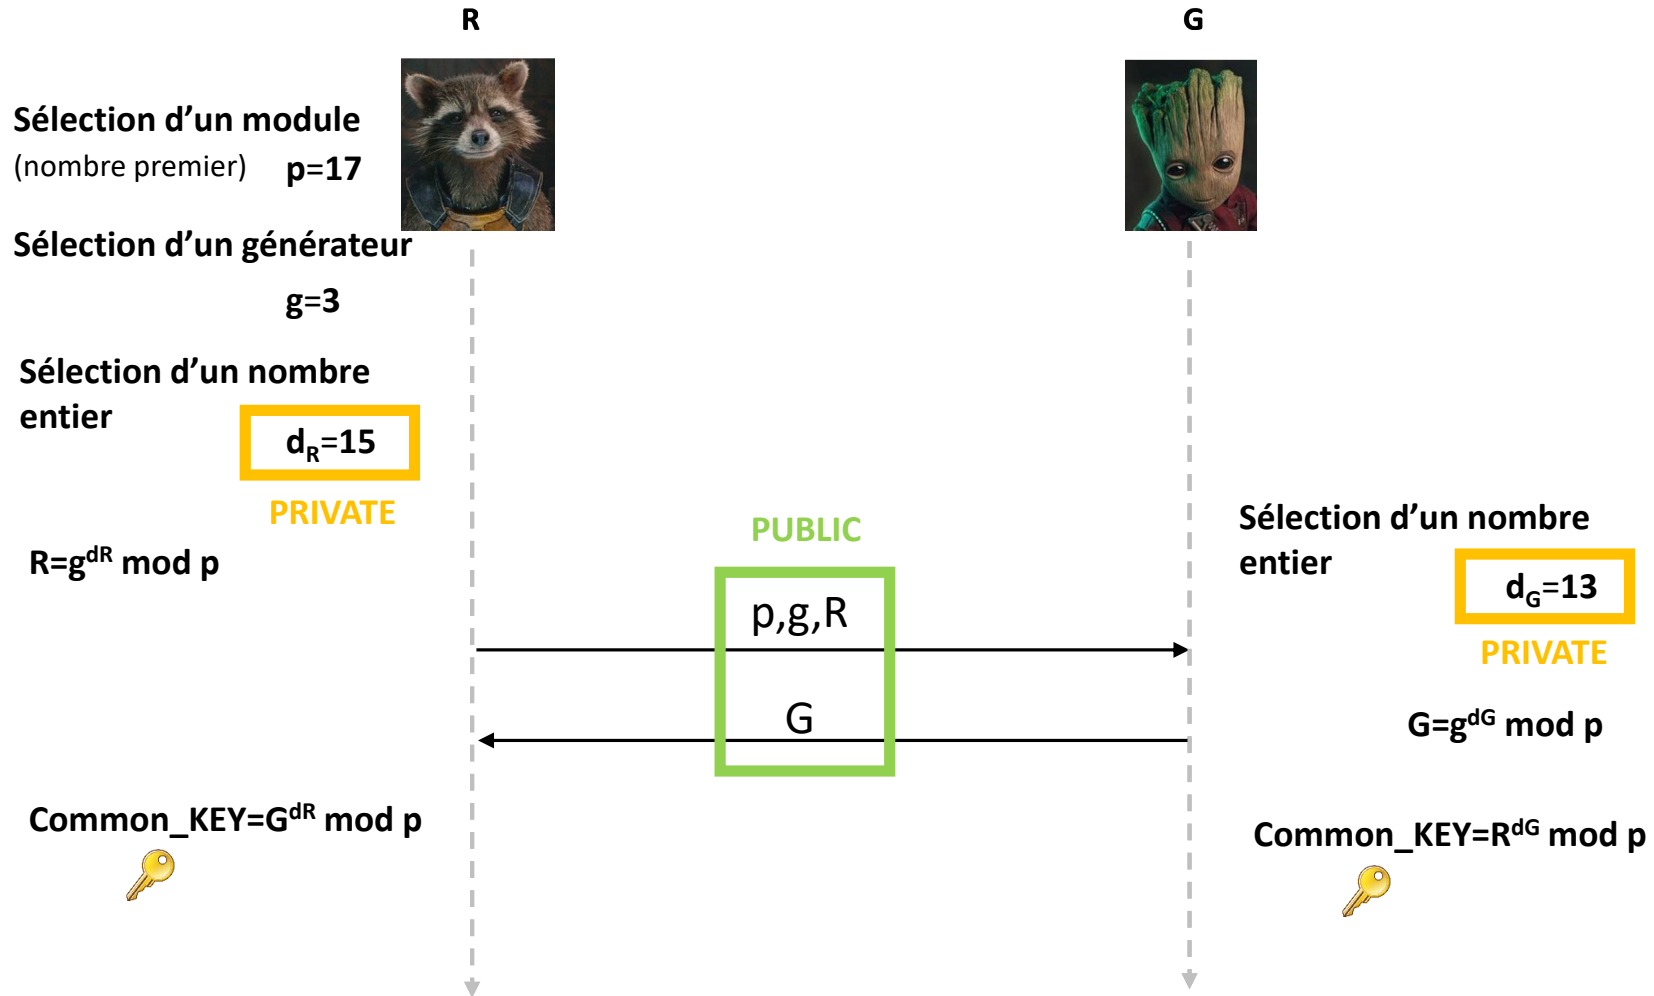 R
G
Sélection d’un module
(nombre premier) p=17
Sélection d’un générateur
g=3
Sélection d’un nombre
entier
dR=15
PRIVATE
R=gdR mod p
PUBLIC
p,g,R
G
Sélection d’un nombre
entier
dG=13
PRIVATE
G=gdG mod p
Common_KEY=GdR mod p
Common_KEY=RdG mod p